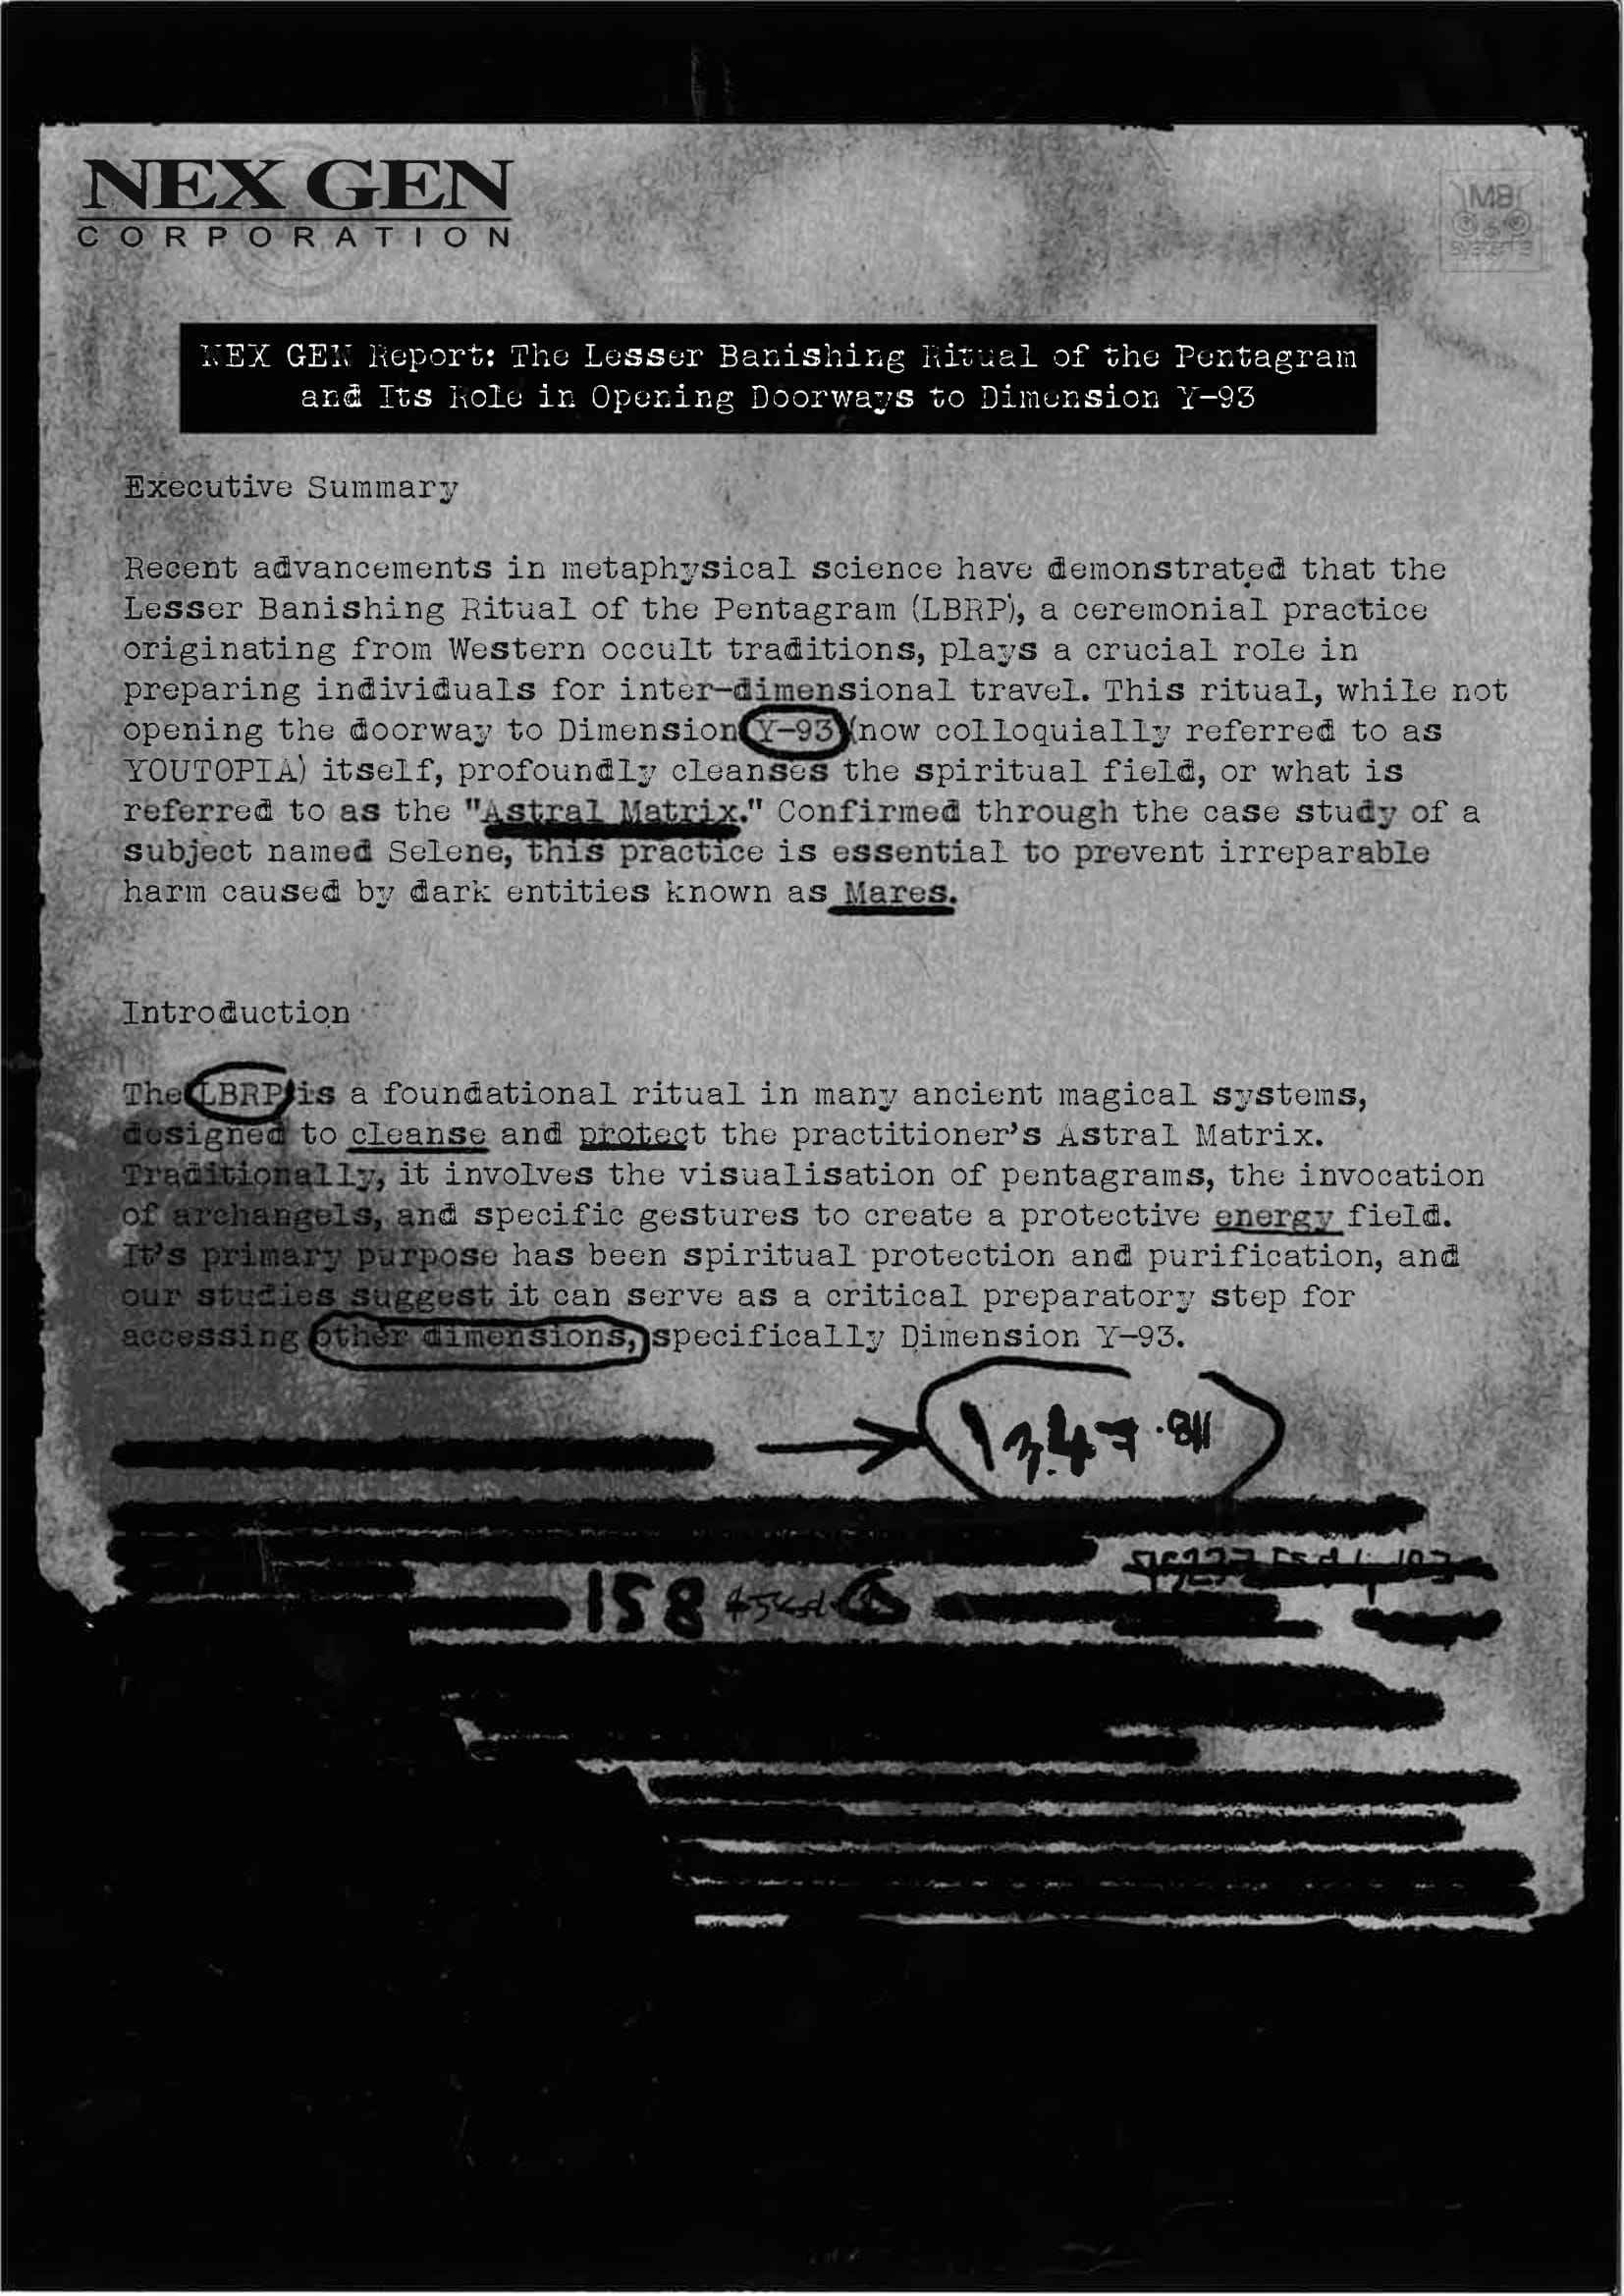 NEX GEN
CORPORATION
NEX GEN Report: The Lesser Banishing Ritual of the Pentagram
and Its Role in Opening Doorways to Dimension Y-93
Executive Summary
Recent advancements in metaphysical science have demonstrated that the
Lesser Banishing Ritual of the Pentagram (LBRP), a ceremonial practice
originating from Western occult traditions, plays a crucial role in
preparing individuals for inter-dimensional travel. This ritual, while not
opening the doorway to Dimension Y-93 (now colloquially referred to as
YOUTOPIA) itself, profoundly cleanses the spiritual field, or what is
referred to as the "Astral Matrix." Confirmed through the case study of a
subject named Selene, this practice is essential to prevent irreparable
harm caused by dark entities known as Mares.
Introduction
The LBRP is a foundational ritual in many ancient magical systems,
designed to cleanse and protect the practitioner's Astral Matrix.
Traditionally, it involves the visualisation of pentagrams, the invocation
of archangels, and specific gestures to create a protective energy field.
It's primary purpose has been spiritual protection and purification, and
our studies suggest it can serve as a critical preparatory step for
accessing other dimensions, specifically Dimension Y-93.
158